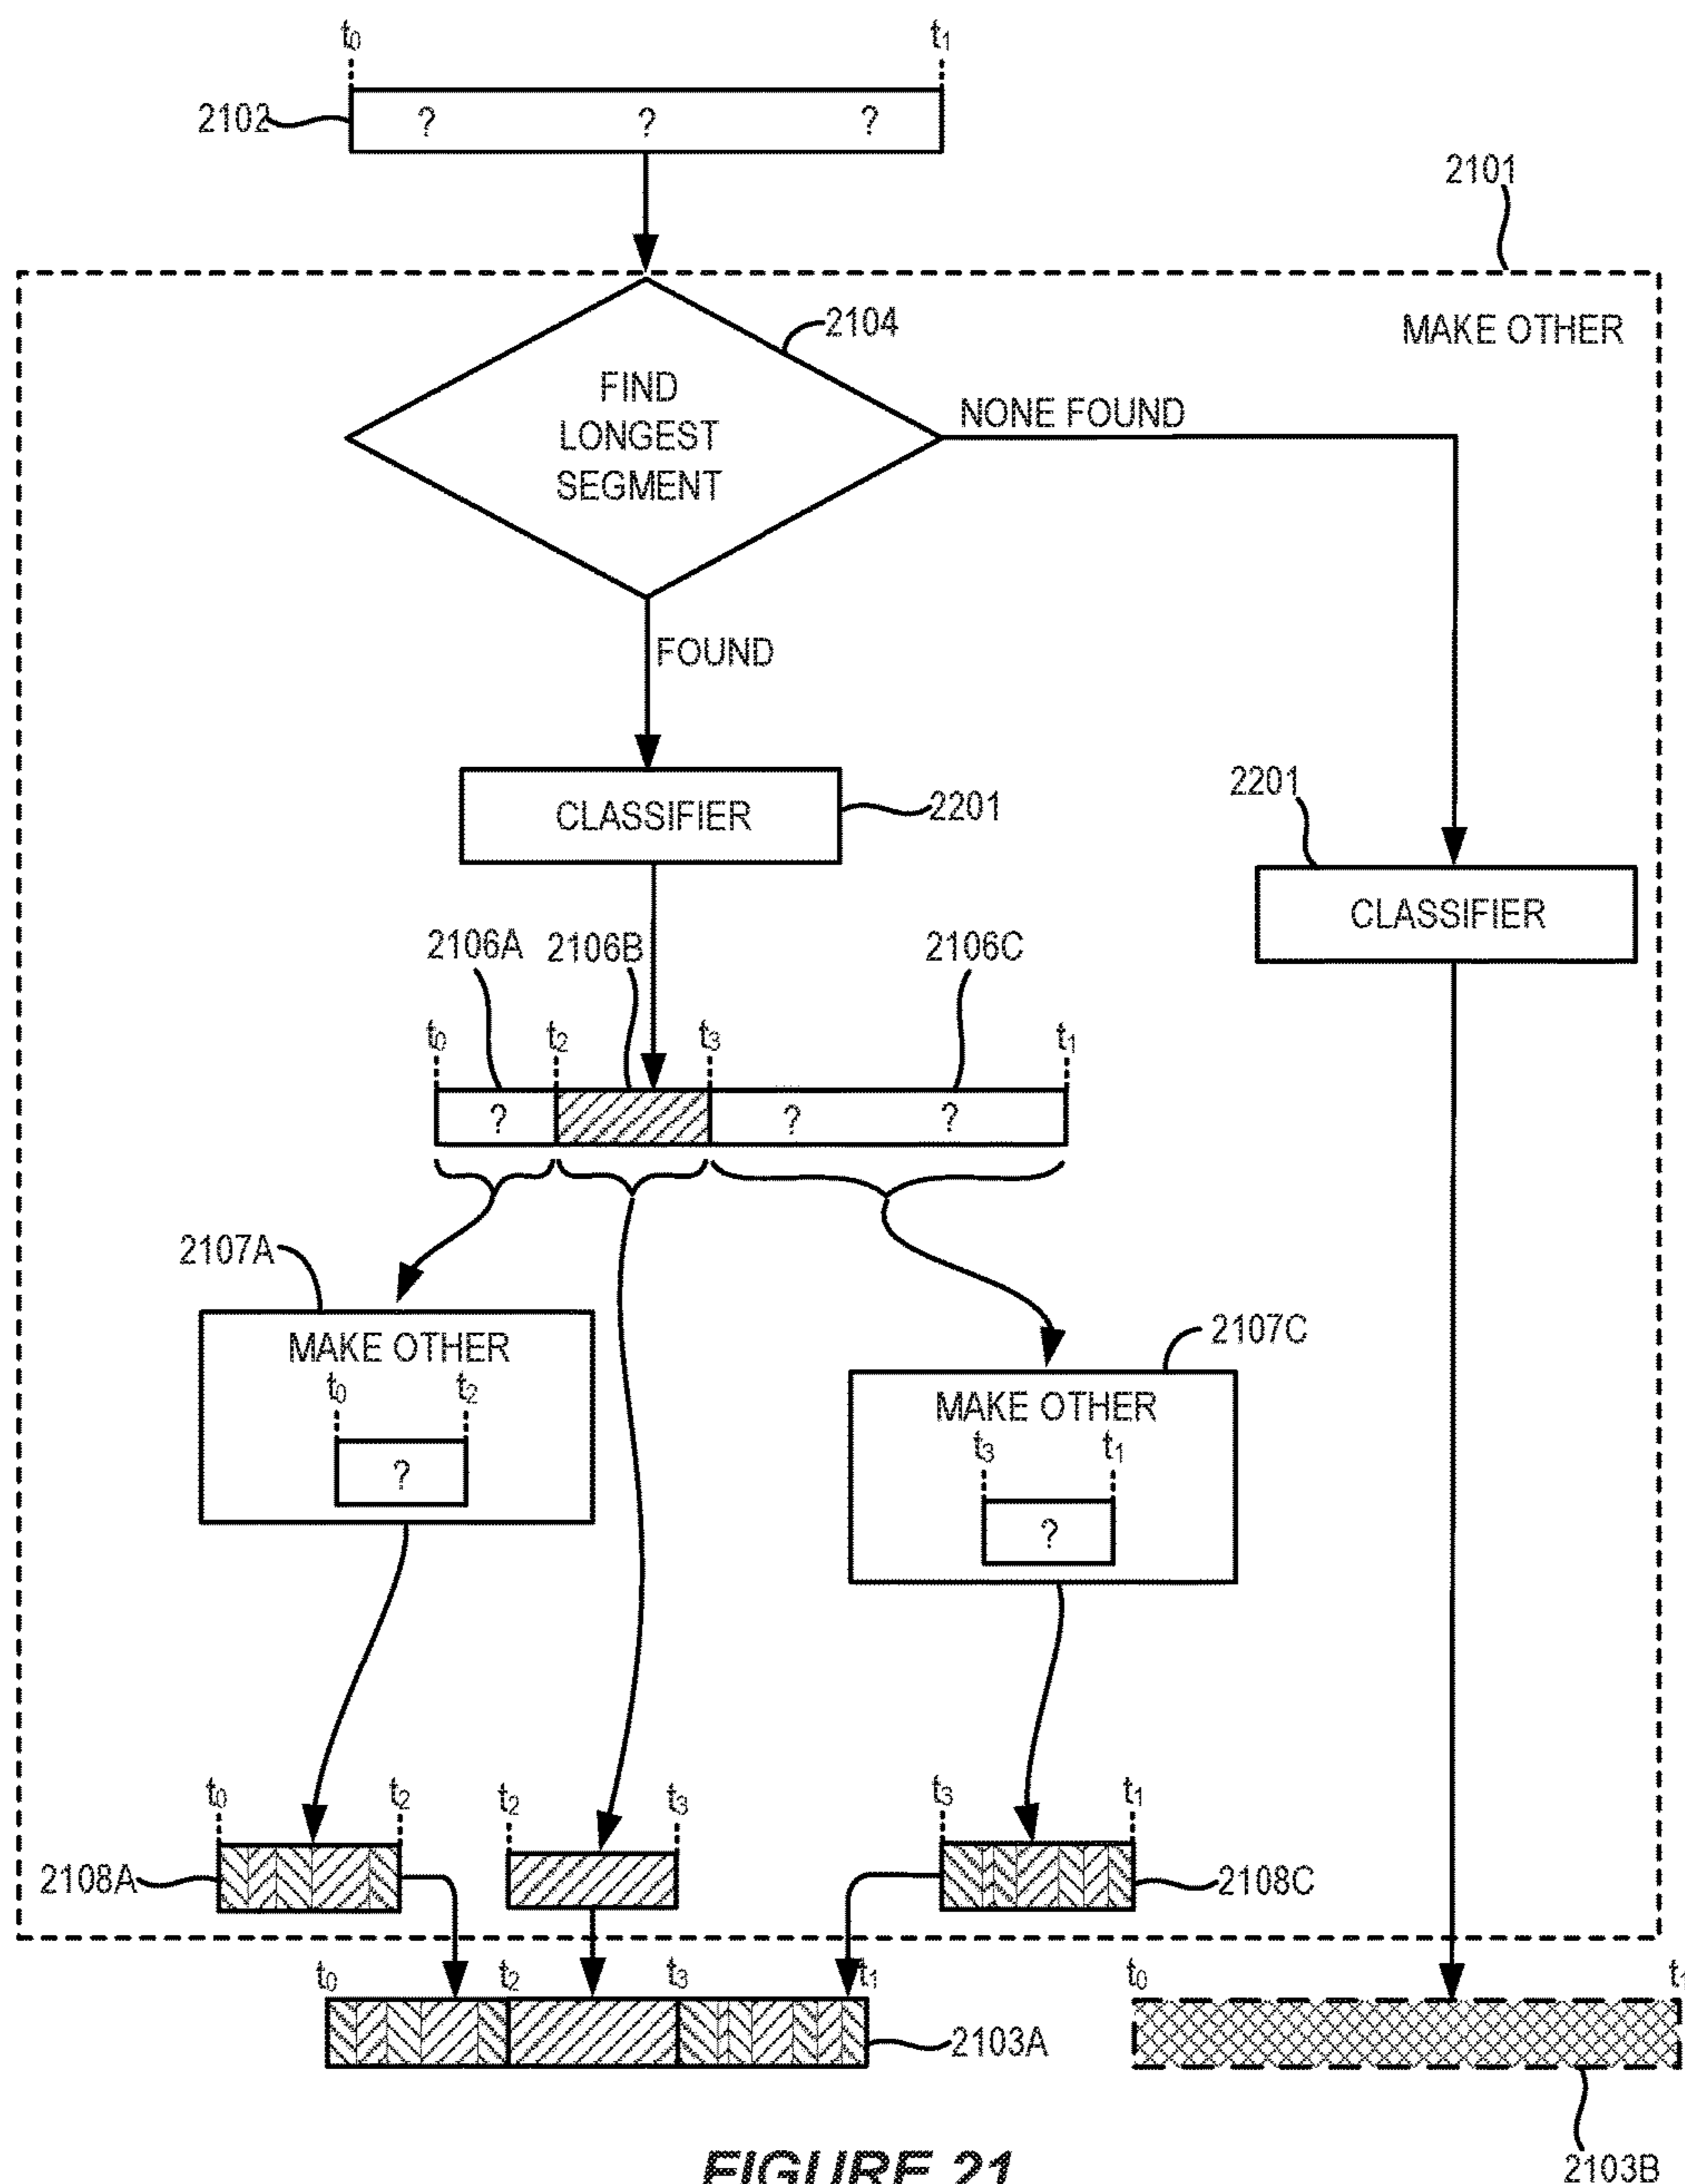 t0 t1
2102 ? ? ?
2101
MAKE OTHER
2104
FIND
LONGEST
SEGMENT
NONE FOUND
FOUND
CLASSIFIER
2201
2201
CLASSIFIER
2106A 2106B 2106C
t0 t2 t3 t1
? ? ?
2107A
MAKE OTHER
t0 t2
?
2107C
MAKE OTHER
t3 t1
?
t0 t2 t2 t3 t3 t1
2108A 2108C
t0 t2 t3 t1 t0 t1
2103A
2103B
FIGURE 21